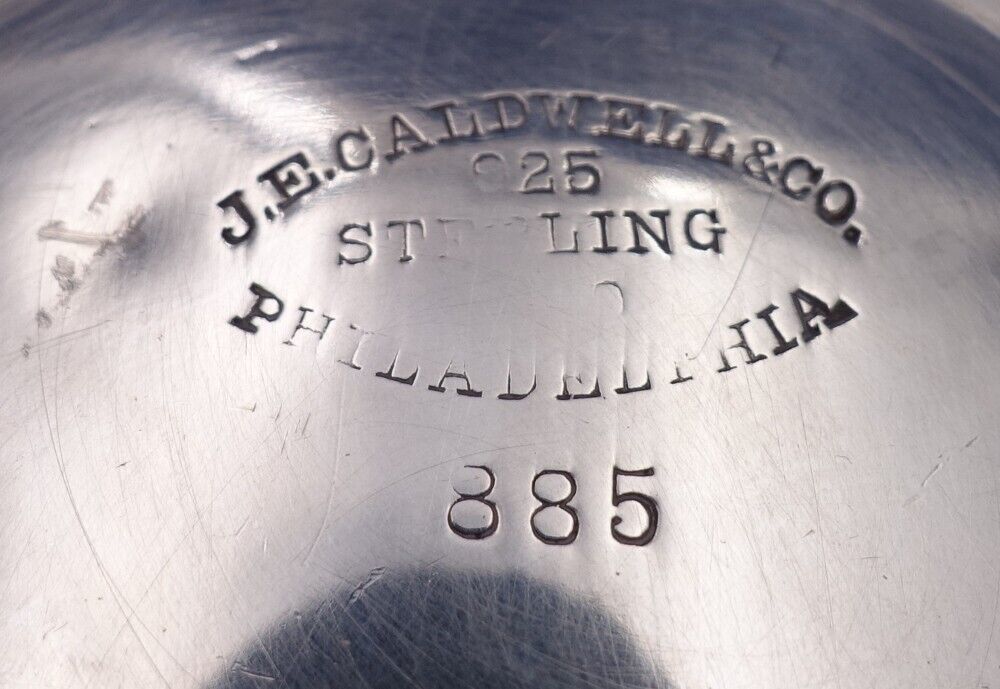 J.E. CALDWELL & CO.
925
STERLING
PHILADELPHIA
885